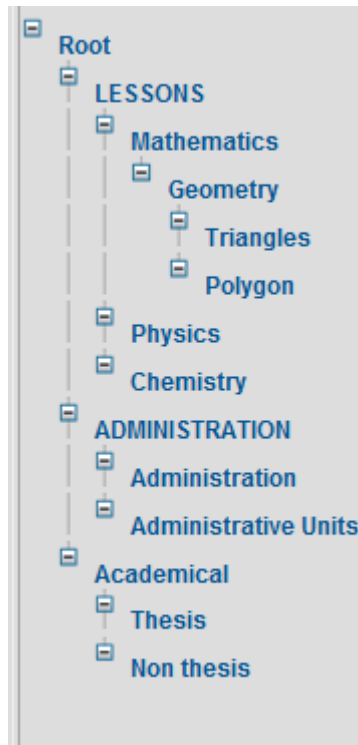 Root
LESSONS
Mathematics
Geometry
Triangles
Polygon
Physics
Chemistry
ADMINISTRATION
Administration
Administrative Units
Academical
Thesis
Non thesis